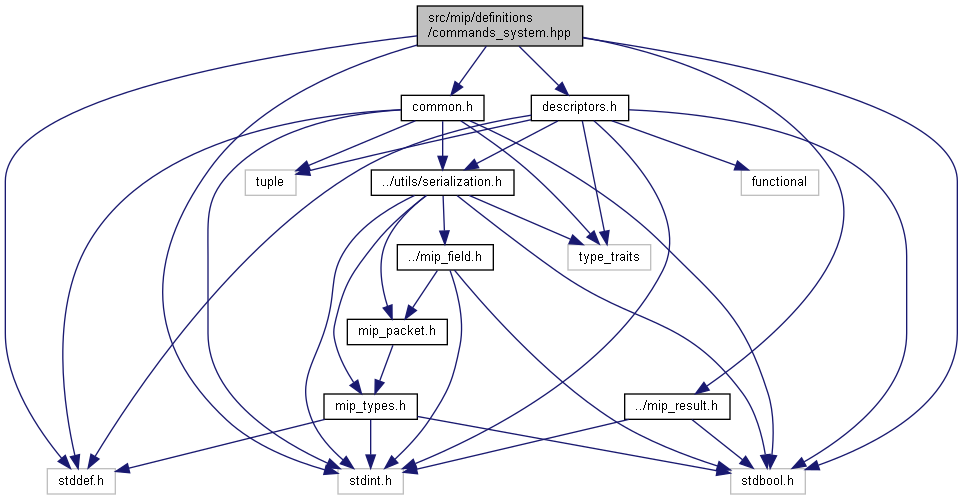 src/mip/definitions
/commands_system.hpp
common.h
descriptors.h
tuple
../utils/serialization.h
functional
../mip_field.h
type_traits
mip_packet.h
mip_types.h
../mip_result.h
stddef.h
stdint.h
stdbool.h